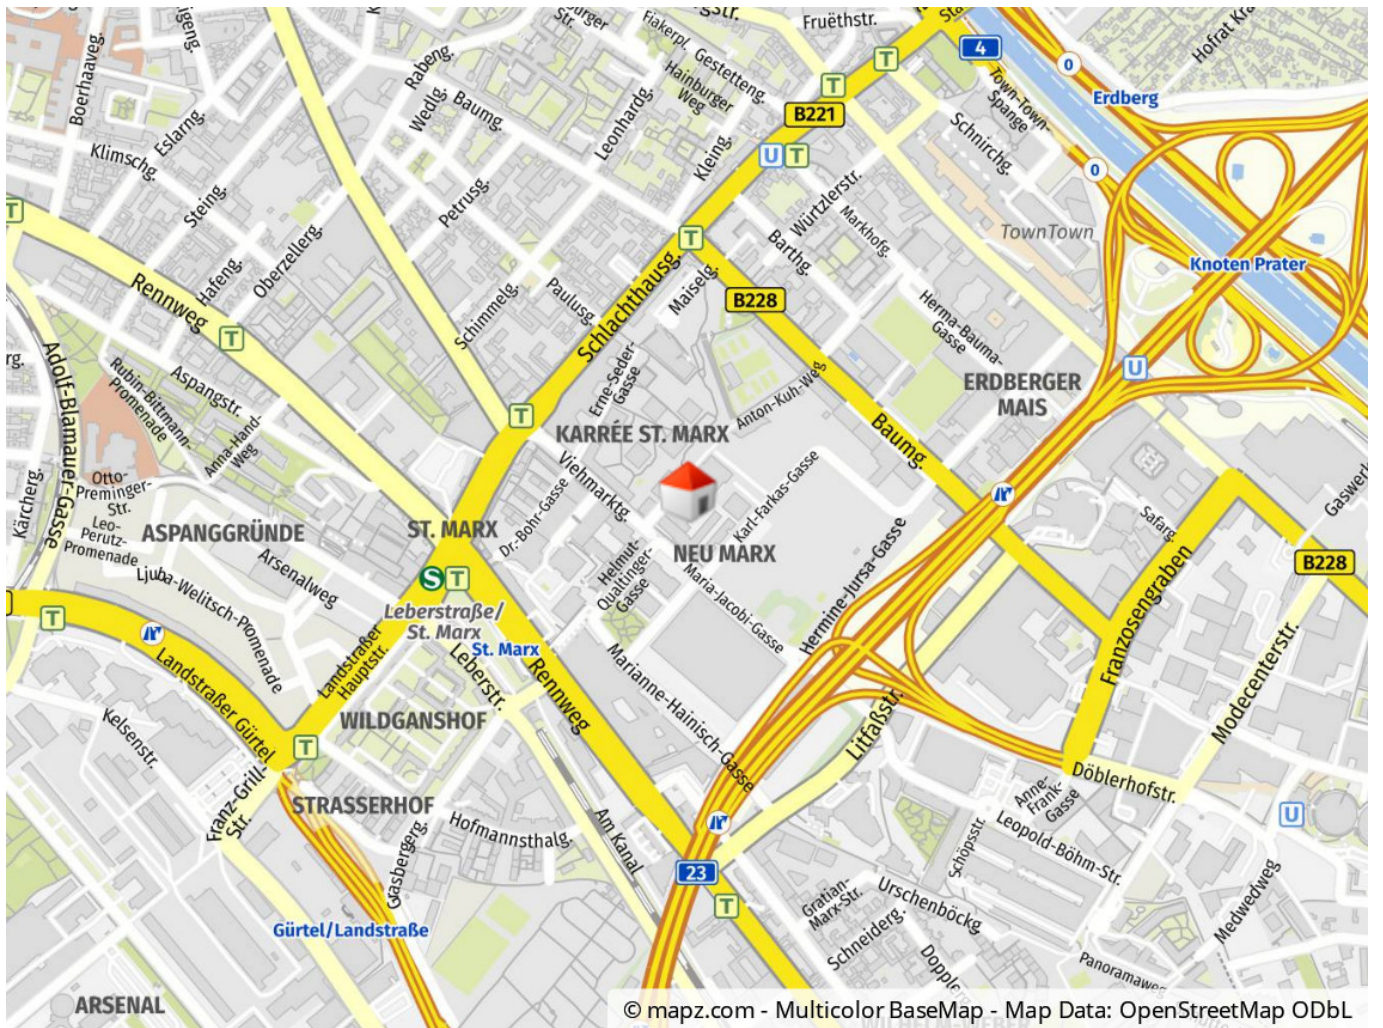 Fruëthstr.
Fiakerpl.
Gestetteng.
Hofrat
4
0
Erdberg
Boerhaaveg.
Rabeng.
Wedlg.
Baumg.
Hainburger
Weg
Leonhardg.
Kleing.
B221
Town-Town-
Spange
Schnirchg.
0
Klimschg.
Eslarng.
Steing.
Petrusg.
U
T
Würtzlerstr.
Markhofg.
Barthg.
TownTown
Knoten Prater
Rennweg
Hafeng.
Oberzellerg.
Schimmelg.
Paulusg.
Schlachthausg.
Maiselg.
B228
Herma-Bauma-
Gasse
Adolf-Blamauer-Gasse
Rubin-Bittmann-
Promenade
Aspangstr.
Anna-Hand-
Weg
Erne-Seder-
Gasse
Anton-Kuh-Weg
U
ERDBERGER
MAIS
KARRÉE ST. MARX
Baumg.
Kärcherg.
Otto-
Preminger-
Str.
Leo-
Perutz-
Promenade
ASPANGGRÜNDE
ST. MARX
Viehmarktg.
Dr.-Bohr-Gasse
Karl-Farkas-Gasse
NEU MARX
Helmut-
Qualtinger-
Gasse
Maria-Jacobi-Gasse
Hermine-Jursa-Gasse
Safarg.
Franzosengraben
B228
Arsenalweg
S
T
Leberstraße/
St. Marx
St. Marx
Landstraßer Gürtel
Landstraßer
Hauptstr.
Leberstr.
Rennweg
Marianne-Hainisch-Gasse
Litfaßstr.
Modecenterstr.
WILDGANSHOF
Kelsenstr.
Franz-Grill-
Str.
STRASSERHOF
Grasbergerg.
Hofmannsthalg.
Am Kanal
23
Döblerhofstr.
Anne-
Frank-
Gasse
Leopold-Böhm-Str.
Schöpsstr.
U
Gratian-
Marx-Str.
Urschenböckg
Schneiderg.
Medwedweg
Panoramaweg
T
Gürtel/Landstraße
ARSENAL
© mapz.com - Multicolor BaseMap - Map Data: OpenStreetMap ODbL